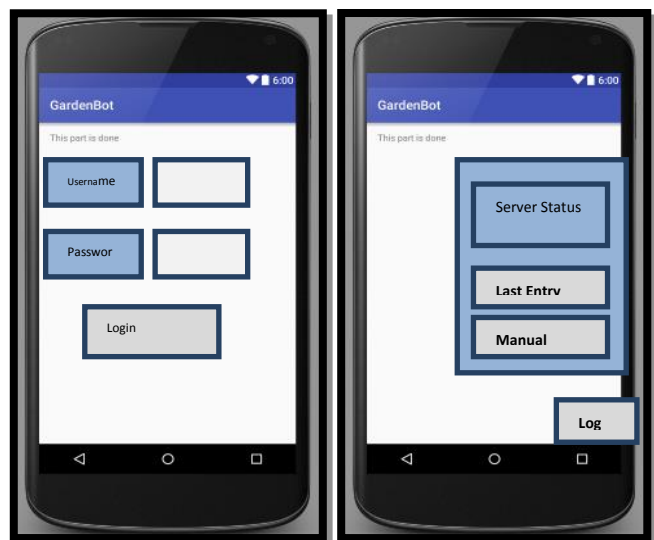 6:00
GardenBot
This part is done
Username
Passwor
Login
6:00
GardenBot
This part is done
Server Status
Last Entry
Manual
Log